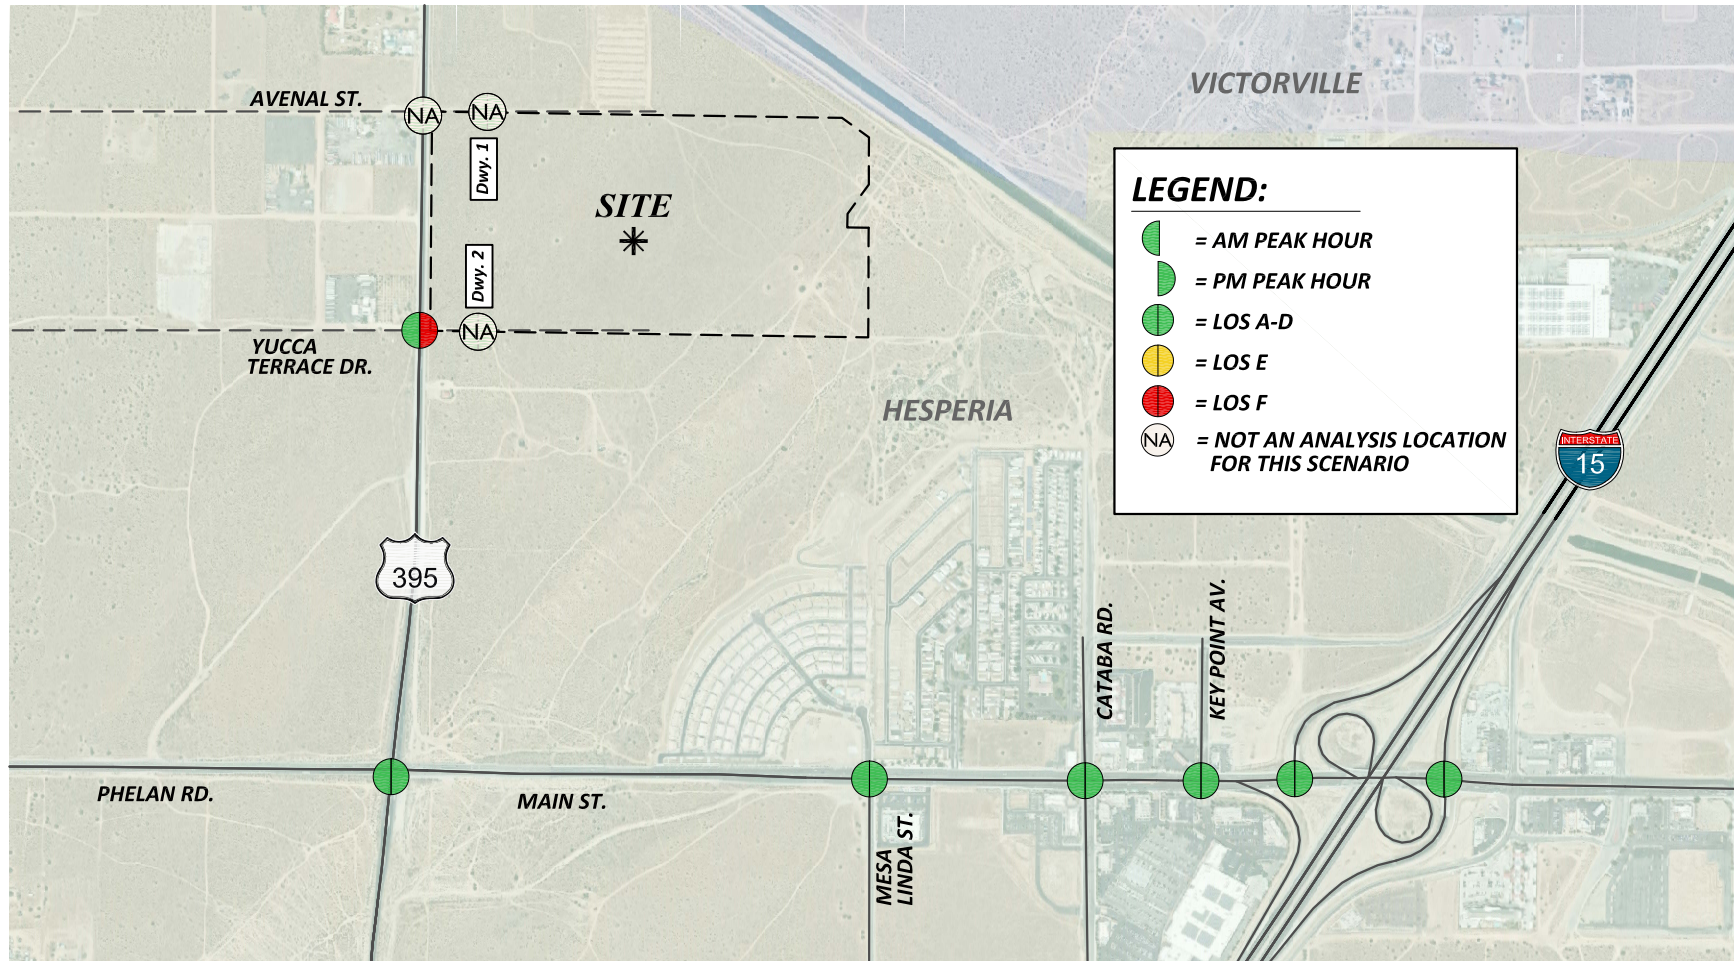 VICTORVILLE
AVENAL ST.
NA
NA
Dwy. 1
SITE
Dwy. 2
NA
YUCCA
TERRACE DR.
HESPERIA
LEGEND:
= AM PEAK HOUR
= PM PEAK HOUR
= LOS A-D
= LOS E
= LOS F
NA = NOT AN ANALYSIS LOCATION
FOR THIS SCENARIO
INTERSTATE
15
395
CATABA RD.
KEY POINT AV.
PHELAN RD.
MAIN ST.
MESA
LINDA ST.